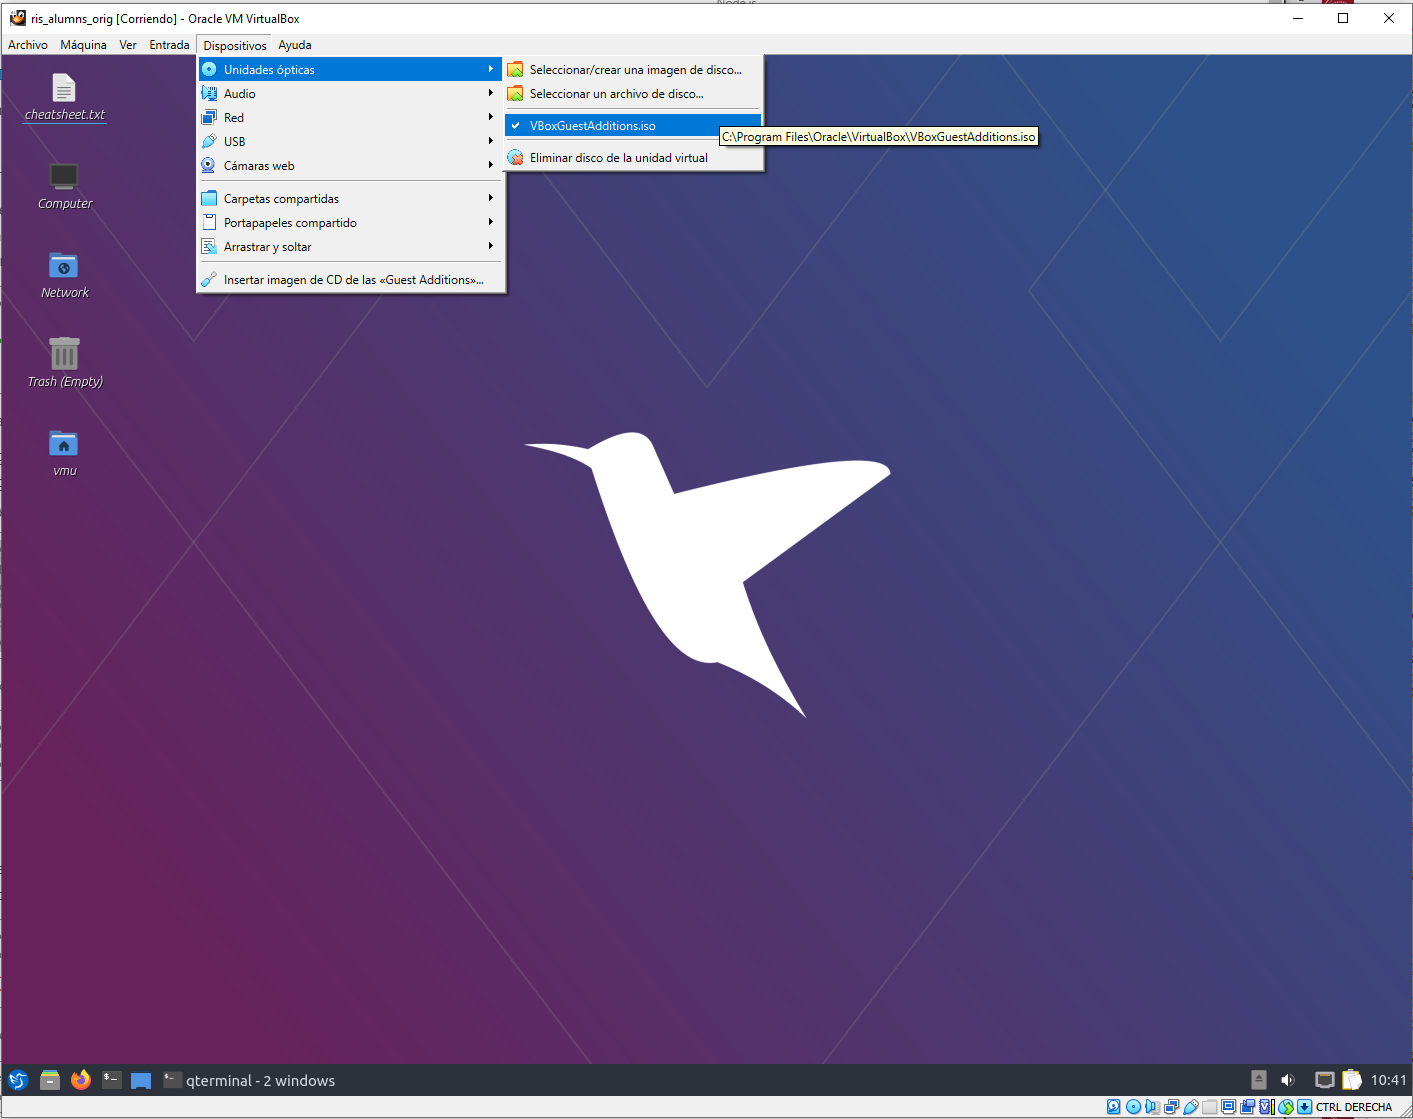 ris_alumns_orig [Corriendo] - Oracle VM VirtualBox
Archivo Máquina Ver Entrada Dispositivos Ayuda
Unidades ópticas
Audio
Red
USB
Cámaras web
Carpetas compartidas
Portapapeles compartido
Arrastrar y soltar
Insertar imagen de CD de las «Guest Additions»...
Seleccionar/crear una imagen de disco...
Seleccionar un archivo de disco...
VBoxGuestAdditions.iso
C:\Program Files\Oracle\VirtualBox\VBoxGuestAdditions.iso
Eliminar disco de la unidad virtual
cheatsheet.txt
Computer
Network
Trash (Empty)
vmu
qterminal - 2 windows
10:41
CTRL DERECHA